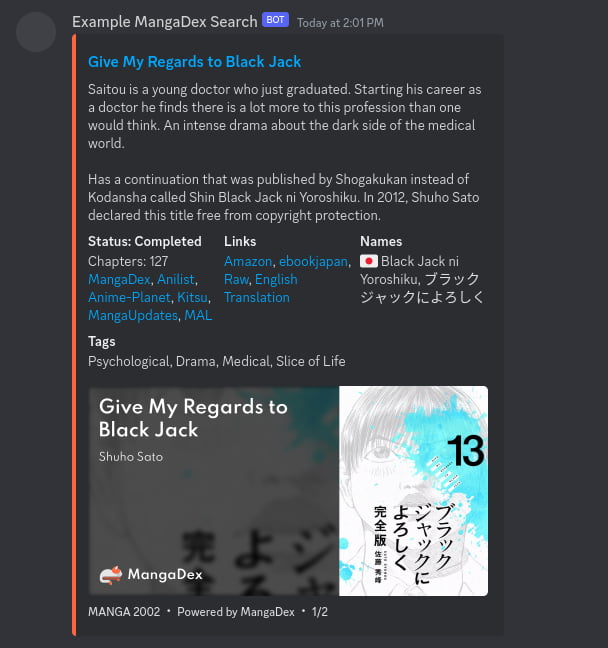 Example MangaDex Search BOT Today at 2:01 PM
Give My Regards to Black Jack
Saitou is a young doctor who just graduated. Starting his career as
a doctor he finds there is a lot more to this profession than one
would think. An intense drama about the dark side of the medical
world.
Has a continuation that was published by Shogakukan instead of
Kodansha called Shin Black Jack ni Yoroshiku. In 2012, Shuho Sato
declared this title free from copyright protection.
Status: Completed
Chapters: 127
MangaDex, Anilist,
Anime-Planet, Kitsu,
MangaUpdates, MAL
Links
Amazon, ebookjapan,
Raw, English
Translation
Names
Black Jack ni
Yoroshiku, ブラック
ジャックによろしく
Tags
Psychological, Drama, Medical, Slice of Life
Give My Regards to
Black Jack
Shuho Sato
MangaDex
13
ブラック
ジャックに
よろしく
完全版
佐藤 秀峰
MANGA 2002 • Powered by MangaDex • 1/2